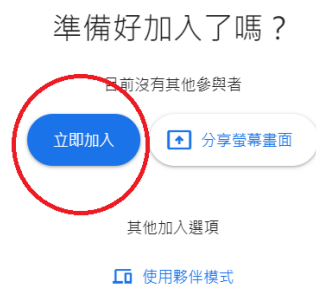 準備好加入了嗎？
目前沒有其他參與者
立即加入 分享螢幕畫面
其他加入選項
使用夥伴模式